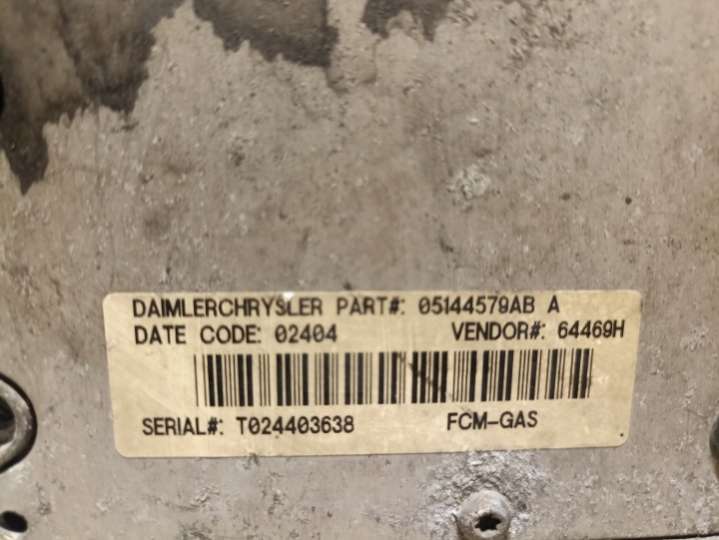 DAIMLERCHRYSLER PART#: 05144579AB A
DATE CODE: 02404 VENDOR#: 64469H
SERIAL#: T024403638 FCM-GAS